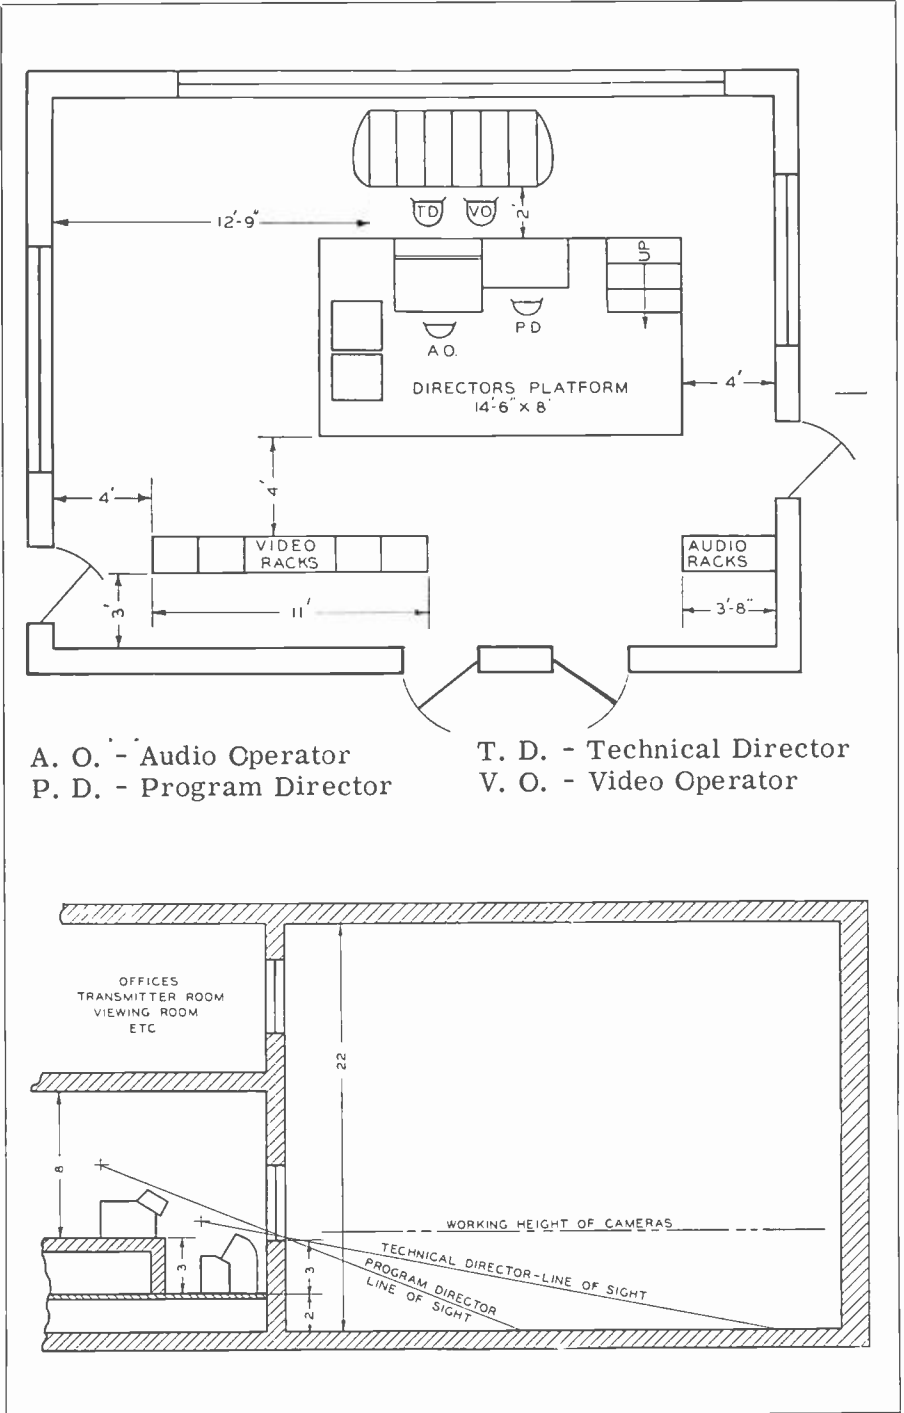 TD VO
2'
12'-9"
UP
P D
A O.
DIRECTORS PLATFORM
14'-6" X 8'
4'
4'
4'
VIDEO
RACKS
AUDIO
RACKS
3'
11'
3'-8"
A. O. - Audio Operator
P. D. - Program Director
T. D. - Technical Director
V. O. - Video Operator
OFFICES
TRANSMITTER ROOM
VIEWING ROOM
ETC
22
8
WORKING HEIGHT OF CAMERAS
TECHNICAL DIRECTOR-LINE OF SIGHT
PROGRAM DIRECTOR
LINE OF SIGHT
3
3
2